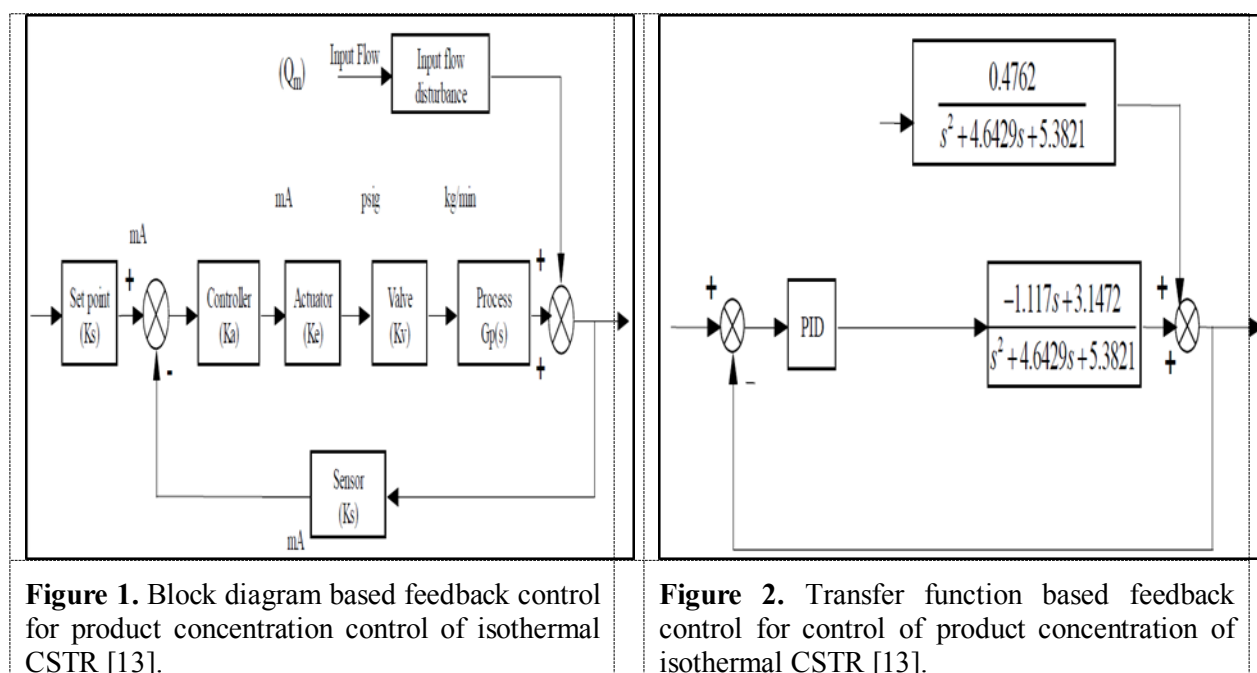 (Qm)
Input Flow
Input flow
disturbance
mA
psig
kg/min
mA
+
+
Set point
(Ks)
Controller
(Ka)
Actuator
(Ke)
Valve
(Kv)
Process
Gp(s)
-
+
Sensor
(Ks)
mA
Figure 1. Block diagram based feedback control
for product concentration control of isothermal
CSTR [13].
0.4762
s²+4.6429s+5.3821
+
+
PID
−1.117s+3.1472
s²+4.6429s+5.3821
−
+
Figure 2. Transfer function based feedback
control for control of product concentration of
isothermal CSTR [13].